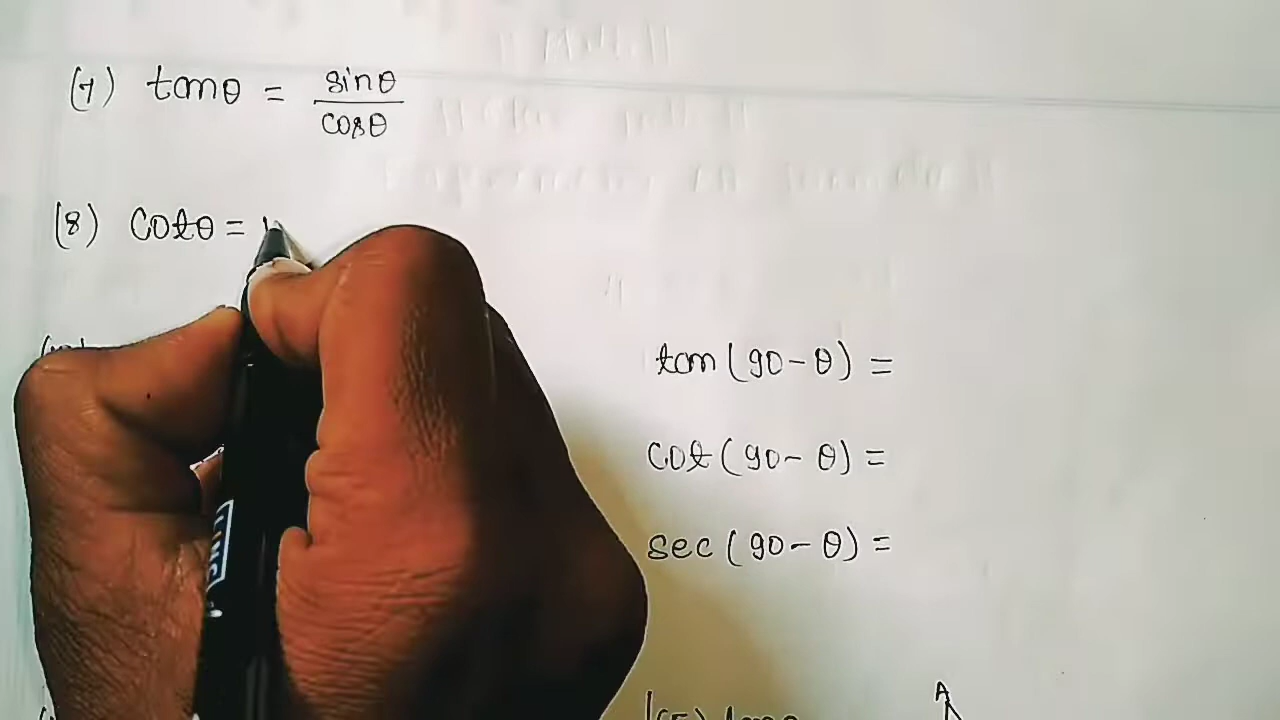 (7) tanθ = sinθ/cosθ
(8) cotθ =
tan(90-θ) =
cot(90-θ) =
sec(90-θ) =
A